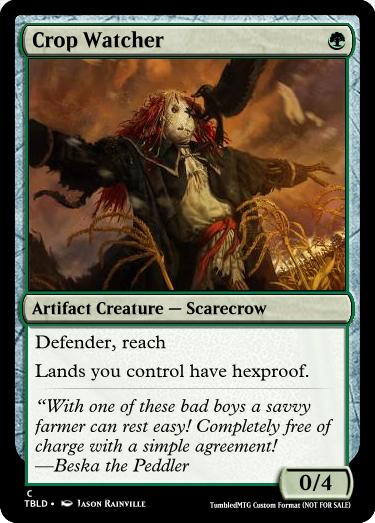 Crop Watcher
Artifact Creature — Scarecrow
Defender, reach
Lands you control have hexproof.
“With one of these bad boys a savvy
farmer can rest easy! Completely free of
charge with a simple agreement!
—Beska the Peddler
0/4
C
TBLD • Jason Rainville
TumbledMTG Custom Format (NOT FOR SALE)